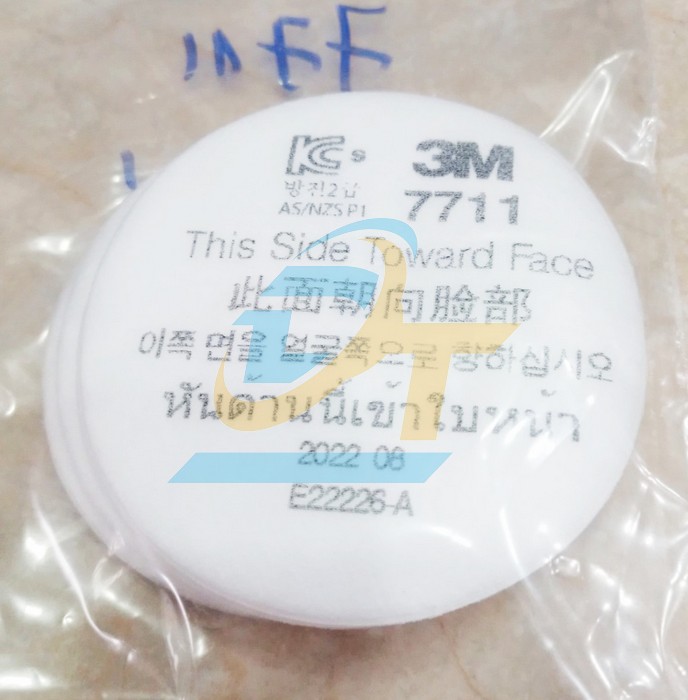 KCs 3M
방진2급 7711
AS/NZS P1
This Side Toward Face
此面朝向脸部
이쪽면을 얼굴쪽으로 향하십시오
หันด้านนี้เข้าใบหน้า
2022 08
E22226-A